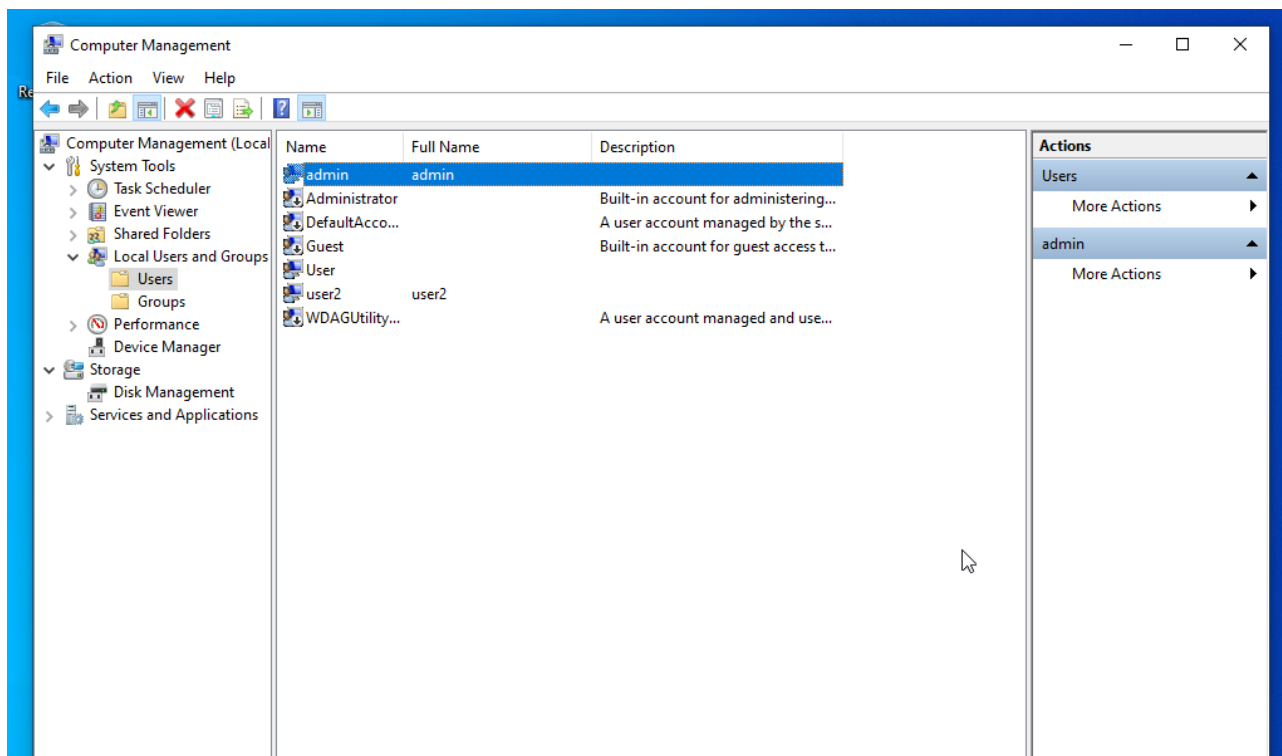 Computer Management
File Action View Help
Re
Computer Management (Local
System Tools
Task Scheduler
Event Viewer
Shared Folders
Local Users and Groups
Users
Groups
Performance
Device Manager
Storage
Disk Management
Services and Applications
Name Full Name Description
admin admin
Administrator Built-in account for administering...
DefaultAcco... A user account managed by the s...
Guest Built-in account for guest access t...
User
user2 user2
WDAGUtility... A user account managed and use...
Actions
Users
More Actions
admin
More Actions